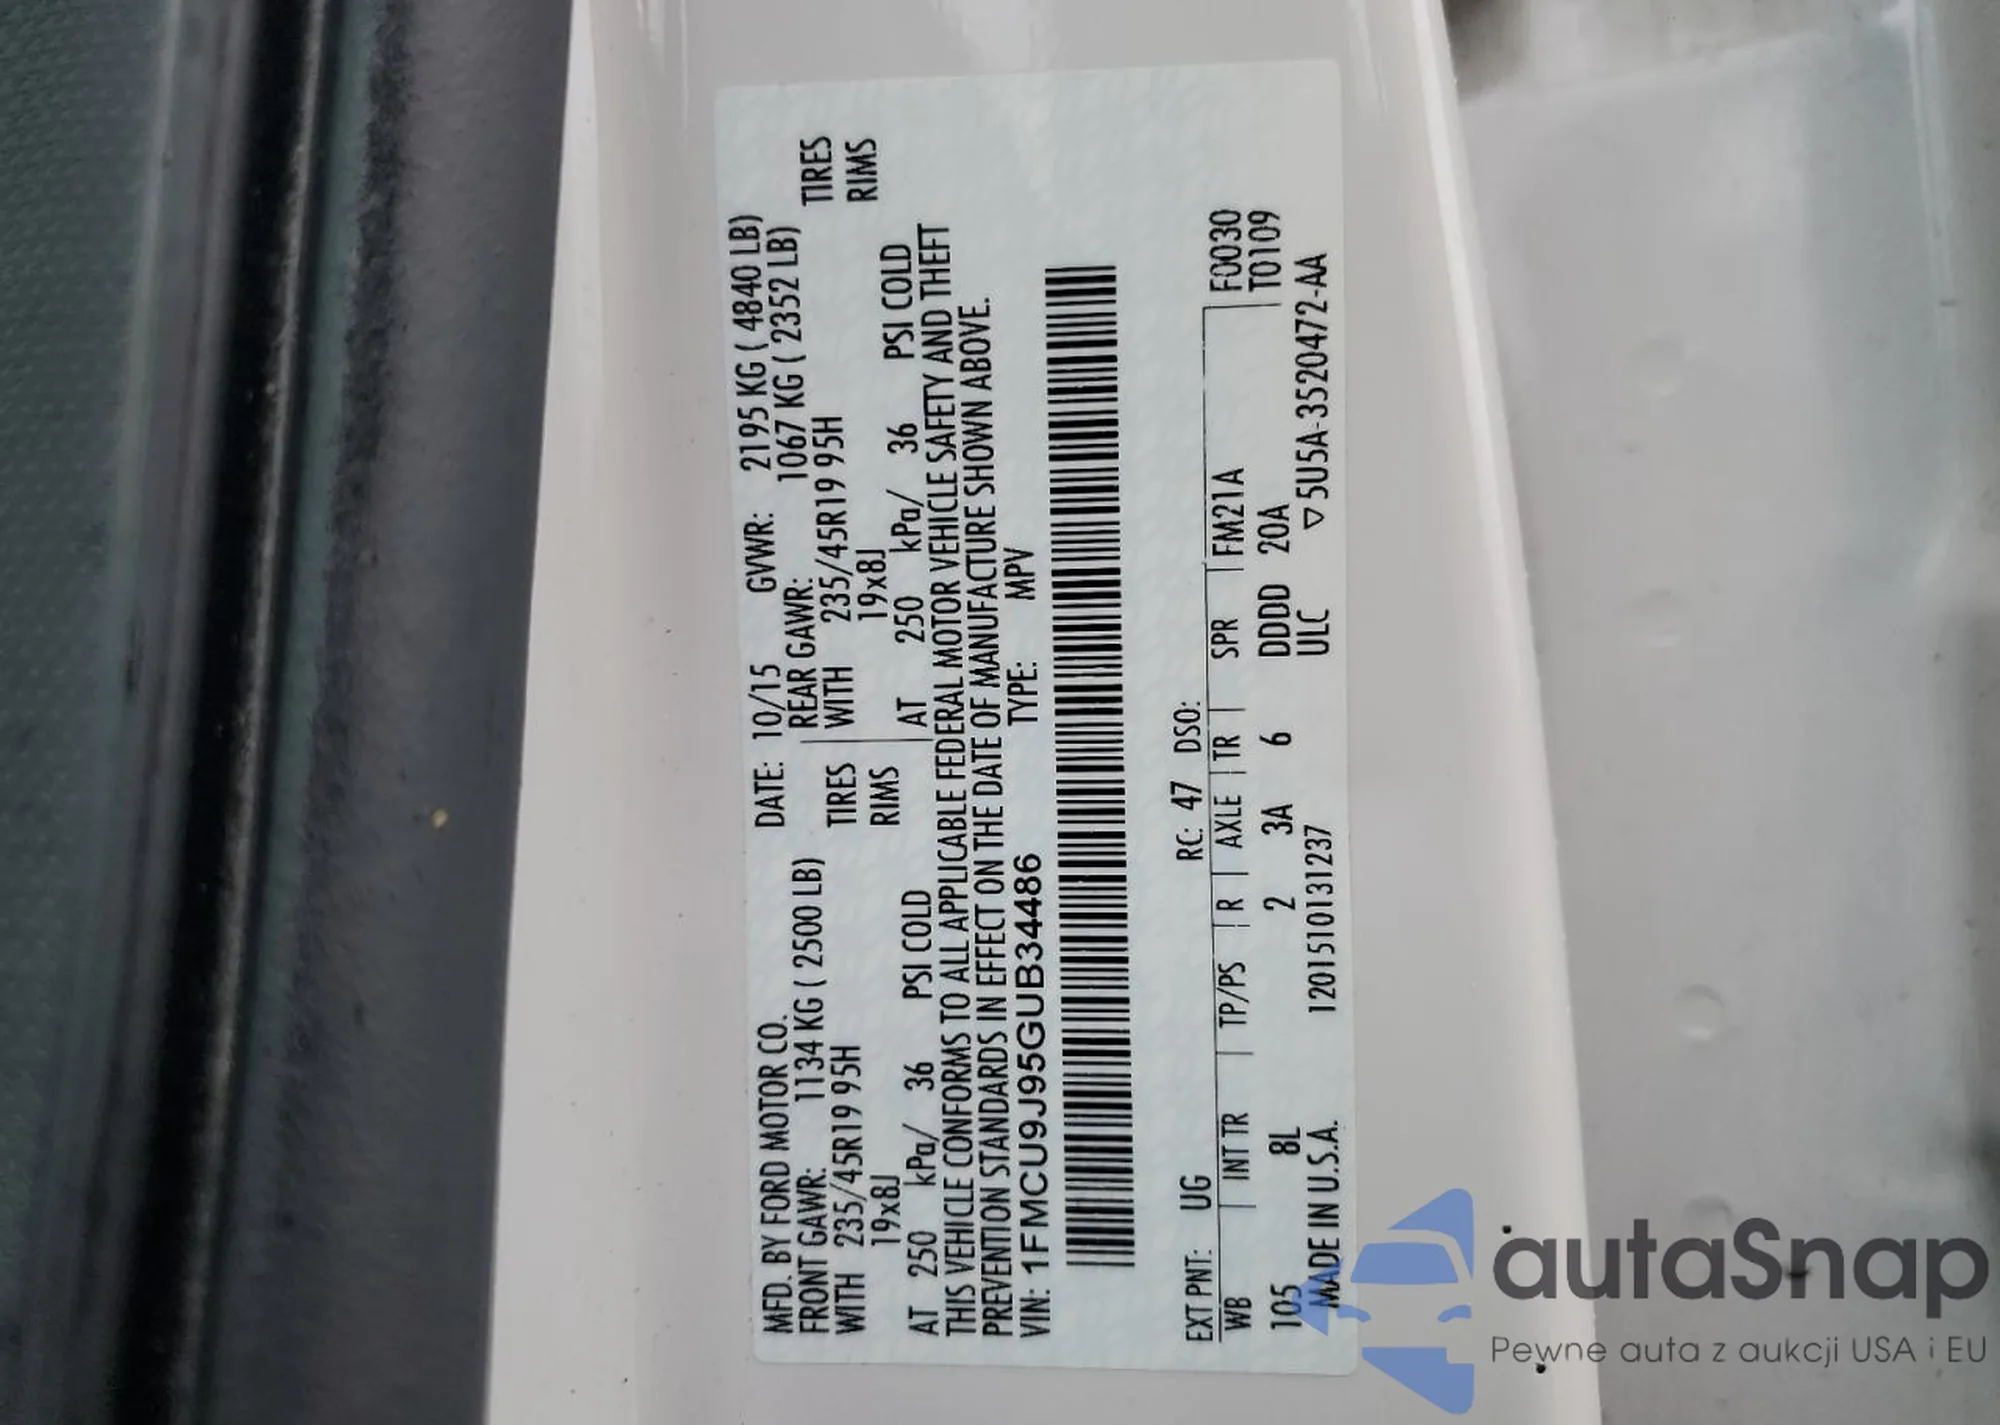 MFD. BY FORD MOTOR CO. DATE: 10/15 GVWR: 2195 KG ( 4840 LB)
FRONT GAWR: 1134 KG ( 2500 LB) REAR GAWR: 1067 KG ( 2352 LB)
WITH 235/45R19 95H TIRES WITH 235/45R19 95H TIRES
19x8J RIMS 19x8J RIMS
AT 250 kPa/ 36 PSI COLD AT 250 kPa/ 36 PSI COLD
THIS VEHICLE CONFORMS TO ALL APPLICABLE FEDERAL MOTOR VEHICLE SAFETY AND THEFT
PREVENTION STANDARDS IN EFFECT ON THE DATE OF MANUFACTURE SHOWN ABOVE.
VIN: 1FMCU9J95GUB34486 TYPE: MPV
EXT PNT: UG RC: 47 DSO:
WB INT TR TP/PS R AXLE TR SPR FM21A F0030
105 8L 2 3A 6 DDDD 20A T0109
MADE IN U.S.A. 1201510131237 ULC ▽5U5A-3520472-AA
autaSnap
Pewne auta z aukcji USA i EU